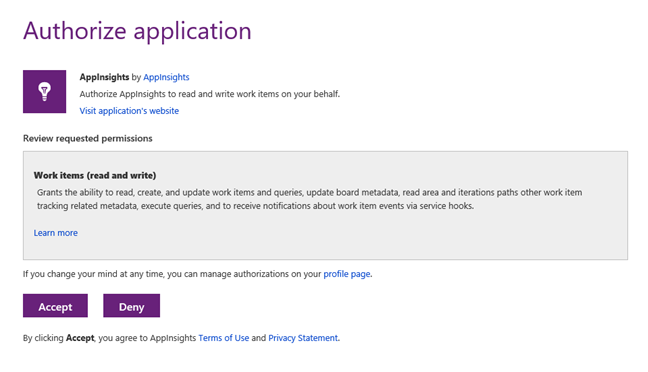 Authorize application
AppInsights by AppInsights
Authorize AppInsights to read and write work items on your behalf.
Visit application's website
Review requested permissions
Work items (read and write)
Grants the ability to read, create, and update work items and queries, update board metadata, read area and iterations paths other work item
tracking related metadata, execute queries, and to receive notifications about work item events via service hooks.
Learn more
If you change your mind at any time, you can manage authorizations on your profile page.
Accept Deny
By clicking Accept, you agree to AppInsights Terms of Use and Privacy Statement.